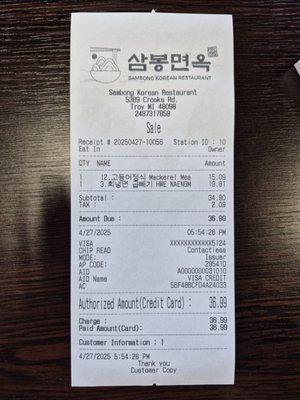 삼봉면옥
SAMBONG KOREAN RESTAURANT
Sambong Korean Restaurant
5389 Crooks Rd.
Troy MI 48098
2487317859
Sale
Receipt # 20250427-10056 Station ID : 10
Eat In Owner
QTY NAME Amount
1 12.고등어정식 Mackerel Mea 15.09
1 3.회냉면 곱빼기 HWE NAENGM 19.81
Subtotal : 34.90
TAX : 2.09
Amount Due : 36.99
4/27/2025 05:54:26 PM
VISA XXXXXXXXXXXX5124
CHIP READ Contactless
MODE: Issuer
AP CODE: 29541D
AID A0000000031010
AID Name VISA CREDIT
AC 5BF48BCFD4A24033
Authorized Amount(Credit Card) : 36.99
Charge : 36.99
Paid Amount(Card): 36.99
Customer Information : 1
4/27/2025 5:54:26 PM
Thank you
Customer Copy